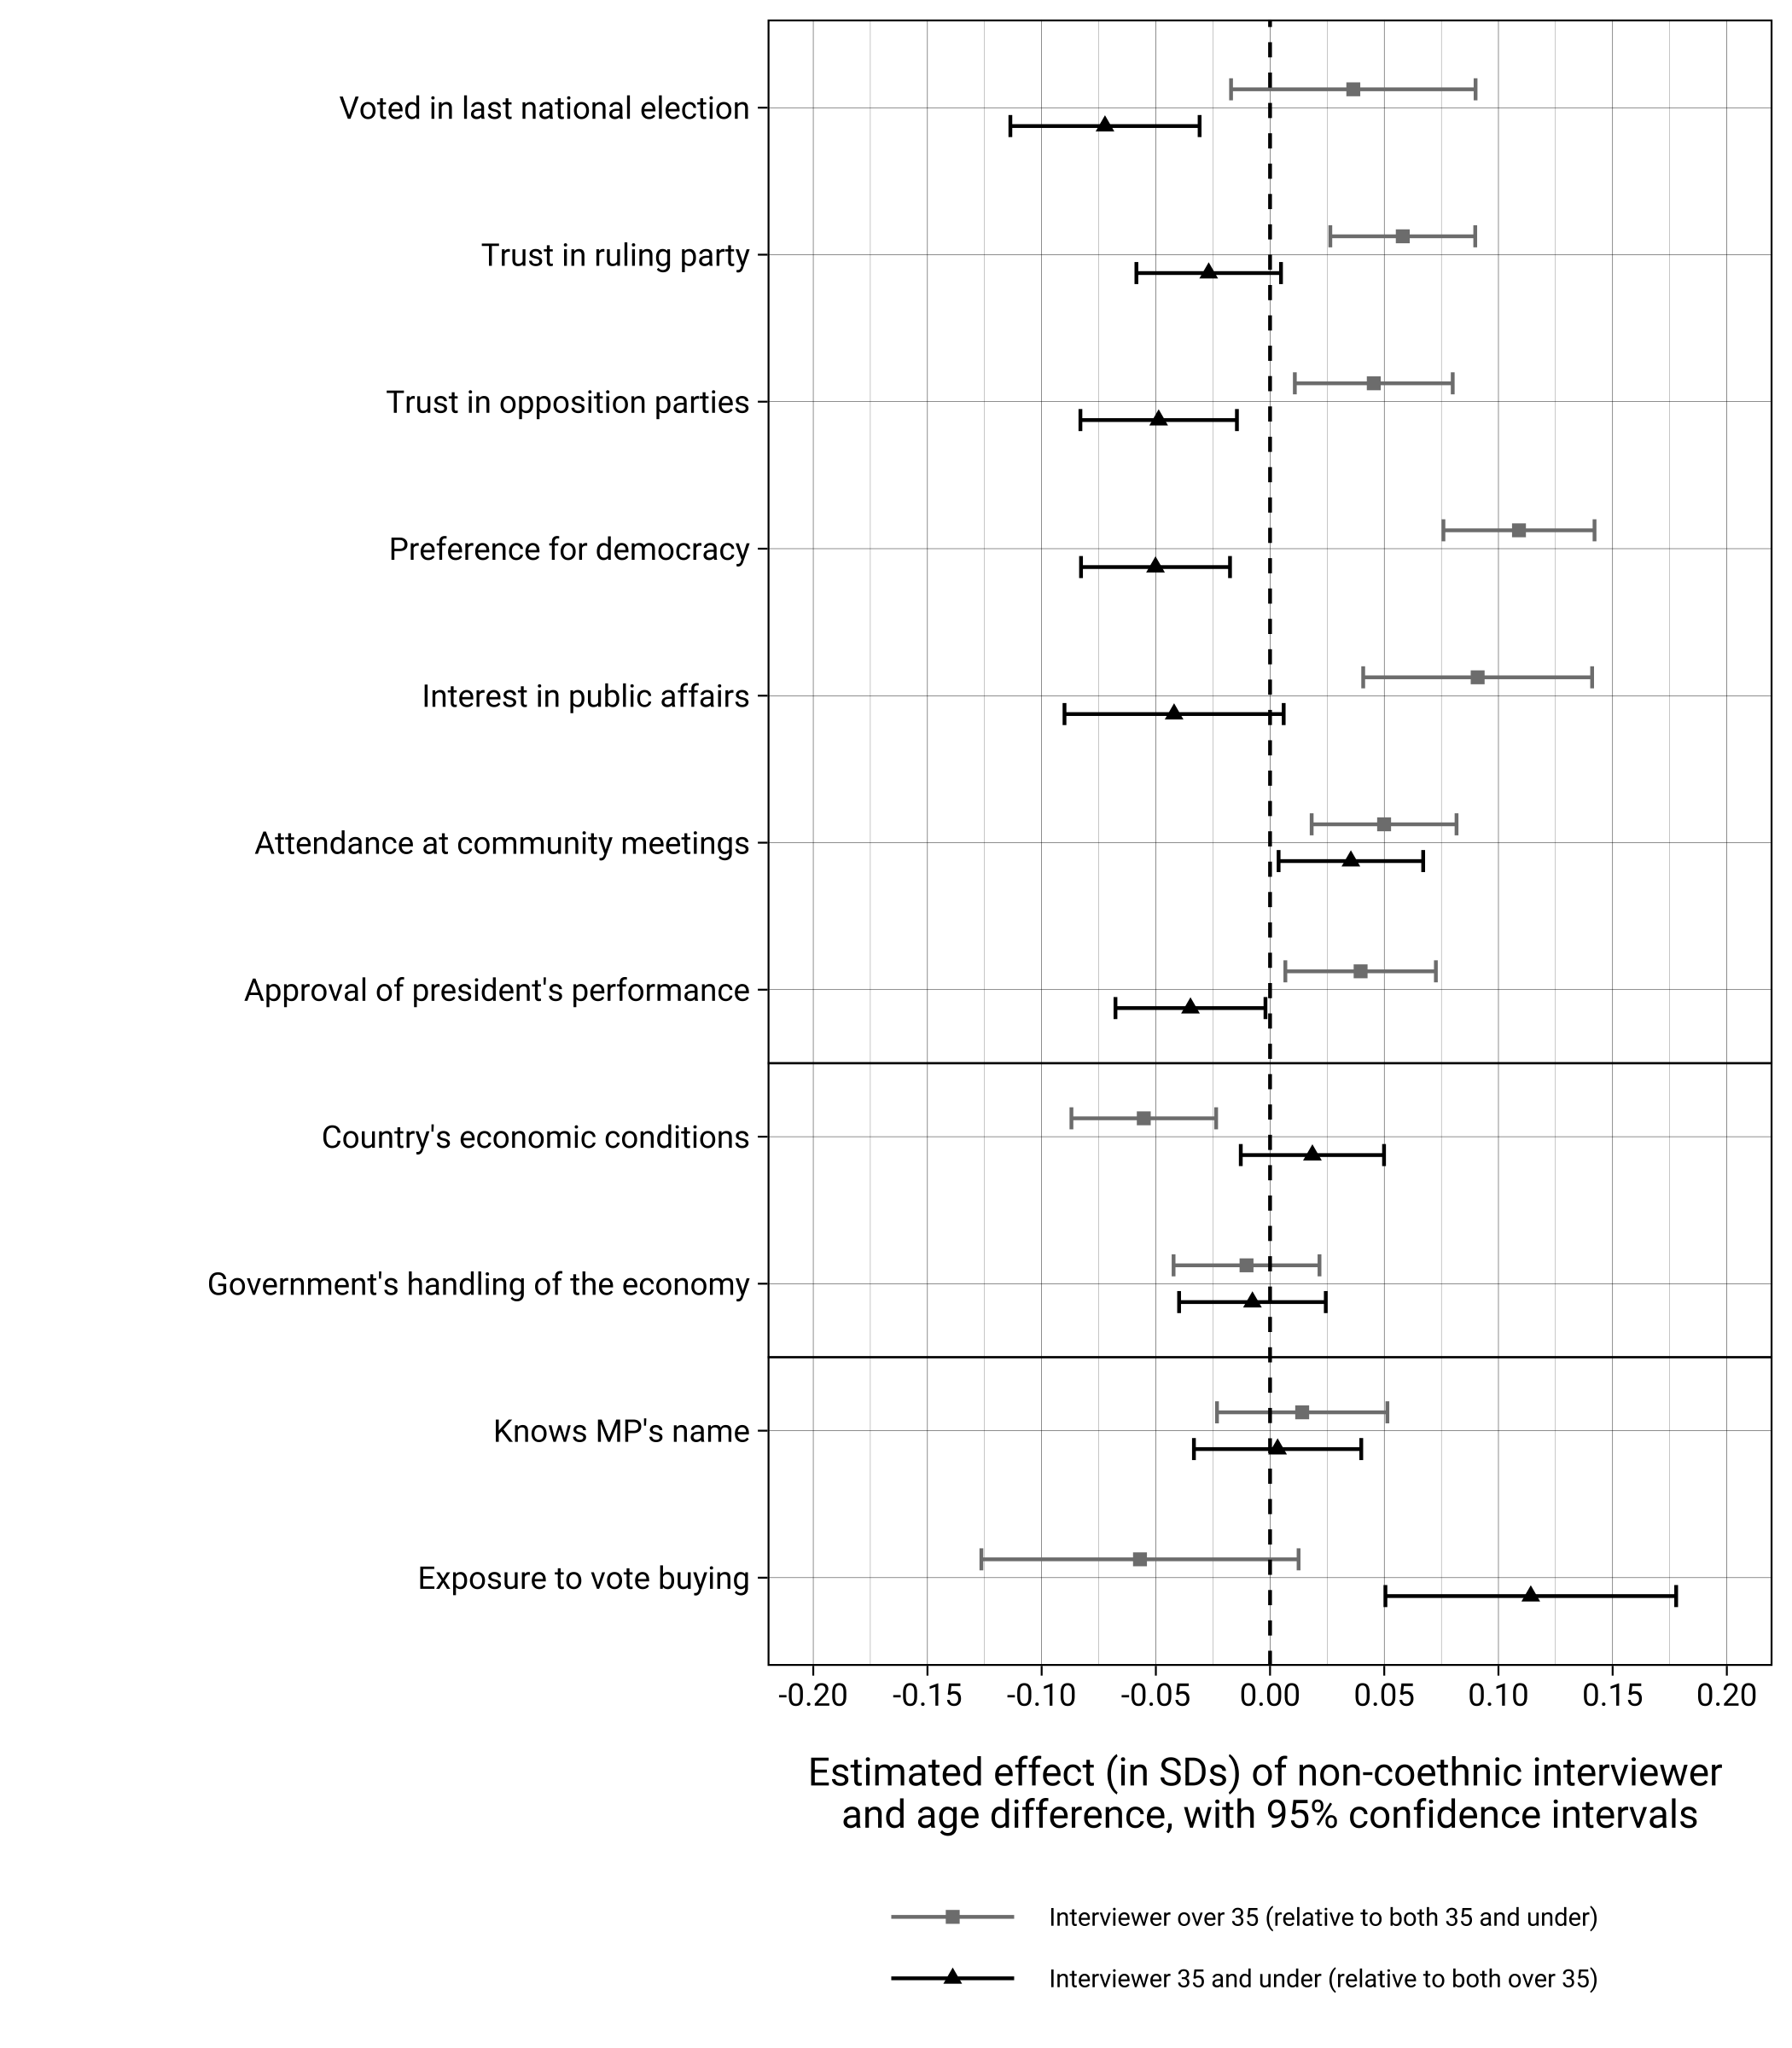 Voted in last national election
Trust in ruling party
Trust in opposition parties
Preference for democracy
Interest in public affairs
Attendance at community meetings
Approval of president's performance
Country's economic conditions
Government's handling of the economy
Knows MP's name
Exposure to vote buying
-0.20 -0.15 -0.10 -0.05 0.00 0.05 0.10 0.15 0.20
Estimated effect (in SDs) of non-coethnic interviewer
and age difference, with 95% confidence intervals
Interviewer over 35 (relative to both 35 and under)
Interviewer 35 and under (relative to both over 35)